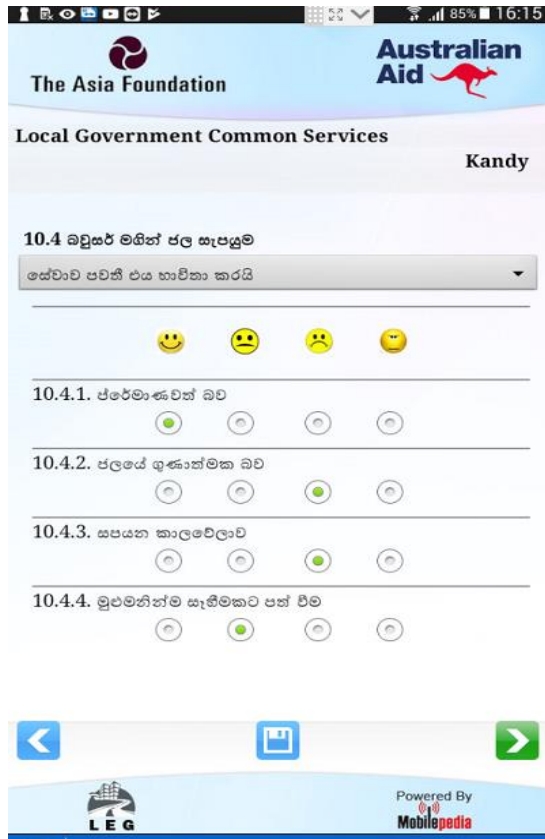 85% 16:15
The Asia Foundation
Australian
Aid
Local Government Common Services
Kandy
10.4 බවුසර් මගින් ජල සැපයුම
සේවාව පවතී එය භාවිතා කරයි
10.4.1. ප්රේමාණවත් බව
10.4.2. ජලයේ ගුණාත්මක බව
10.4.3. සපයන කාලවේලාව
10.4.4. මුළුමනින්ම සෑහීමකට පත් වීම
LEG
Powered By
Mobilepedia